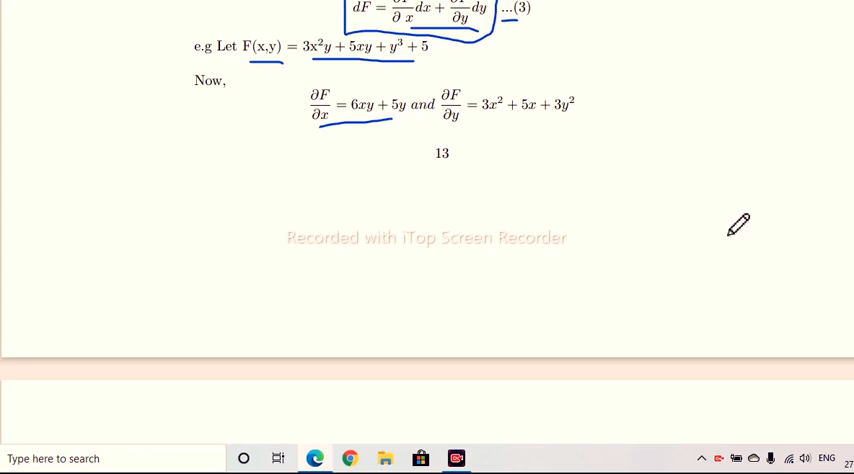 dF = ∂F/∂x dx + ∂F/∂y dy ...(3)
e.g Let F(x,y) = 3x²y + 5xy + y³ + 5
Now,
∂F/∂x = 6xy + 5y and ∂F/∂y = 3x² + 5x + 3y²
13
Recorded with iTop Screen Recorder
Type here to search
ENG
27